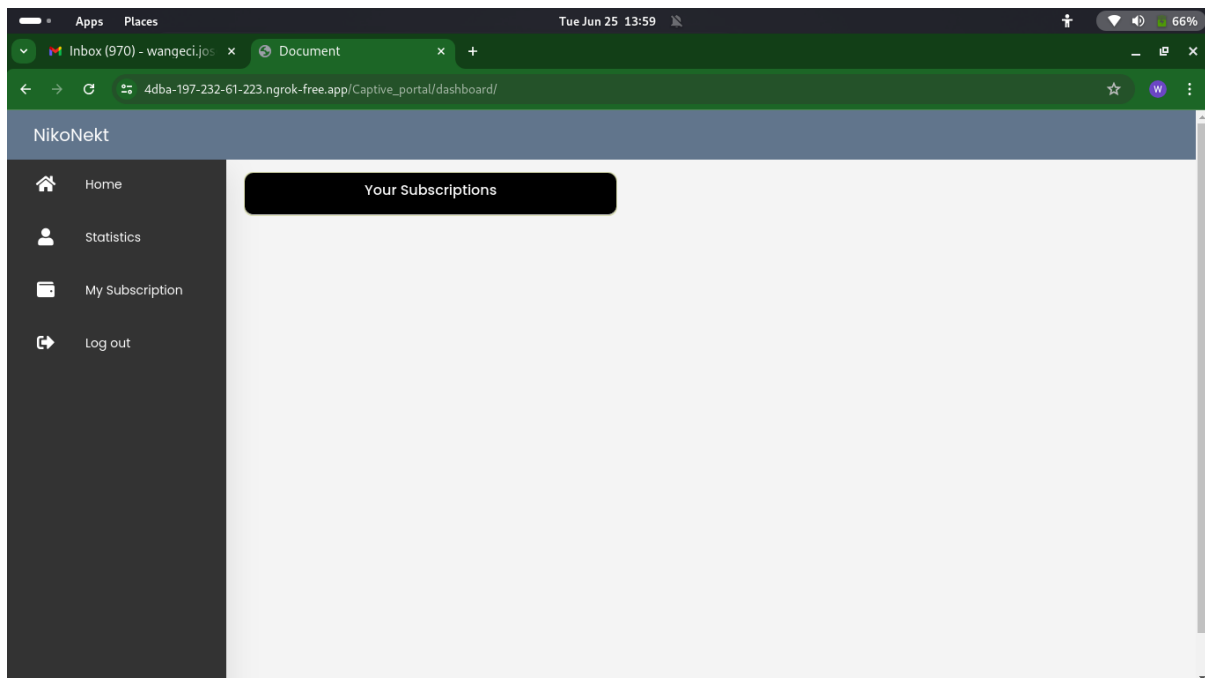 Apps Places Tue Jun 25 13:59 66%
Inbox (970) - wangeci.jos Document
4dba-197-232-61-223.ngrok-free.app/Captive_portal/dashboard/ W
NikoNekt
Home
Your Subscriptions
Statistics
My Subscription
Log out